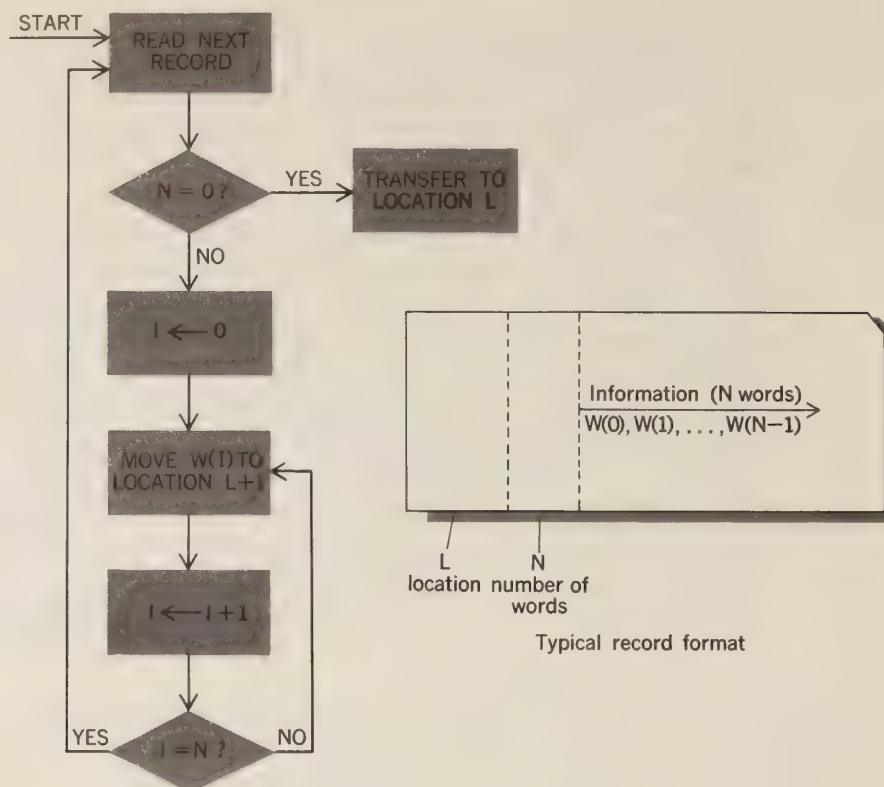 START
READ NEXT
RECORD
N = 0?
YES
TRANSFER TO
LOCATION L
NO
I ← 0
MOVE W(I) TO
LOCATION L+I
I ← I+1
I=N?
YES
NO
Information (N words)
W(0), W(1), . . . , W(N−1)
L
location
N
number of
words
Typical record format